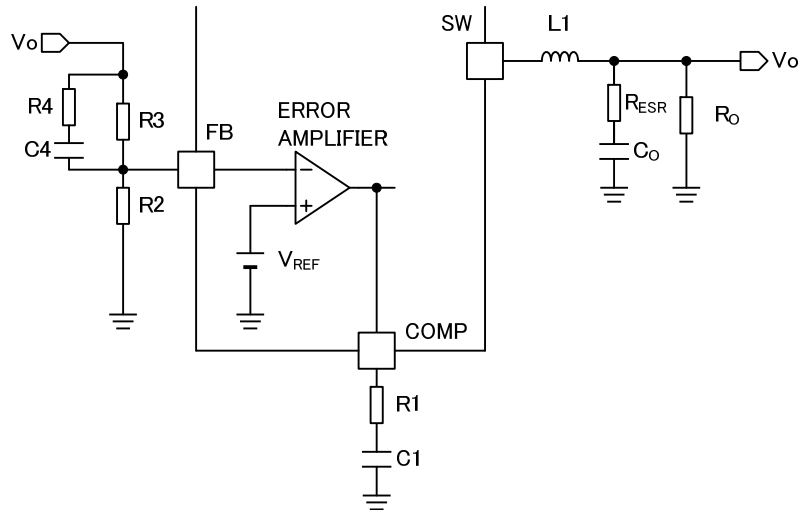 Vo
R4
C4
R3
R2
FB
ERROR
AMPLIFIER
−
+
VREF
COMP
R1
C1
SW
L1
RESR
CO
RO
Vo